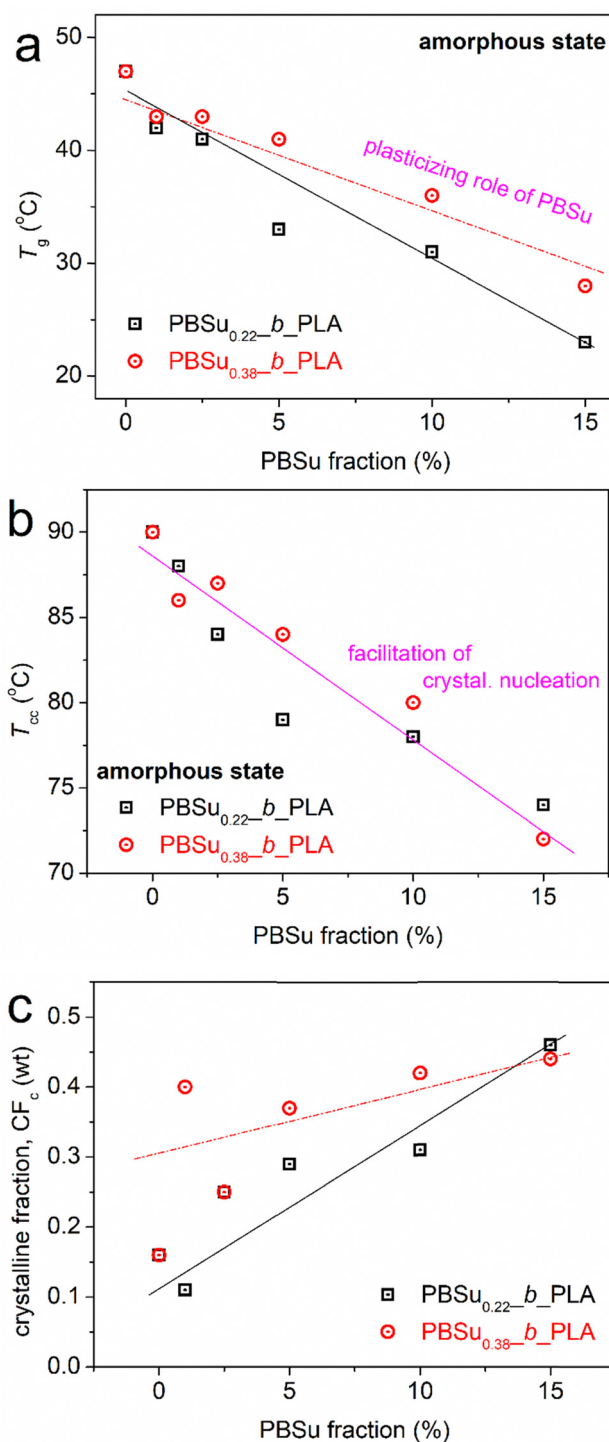 a
amorphous state
50
40
30
20
T_g (°C)
plasticizing role of PBSu
PBSu_0.22_b_PLA
PBSu_0.38_b_PLA
0 5 10 15
PBSu fraction (%)
b
90
85
80
75
70
T_cc (°C)
facilitation of
crystal. nucleation
amorphous state
PBSu_0.22_b_PLA
PBSu_0.38_b_PLA
0 5 10 15
PBSu fraction (%)
c
0.5
0.4
0.3
0.2
0.1
0.0
crystalline fraction, CF_c (wt)
PBSu_0.22_b_PLA
PBSu_0.38_b_PLA
0 5 10 15
PBSu fraction (%)